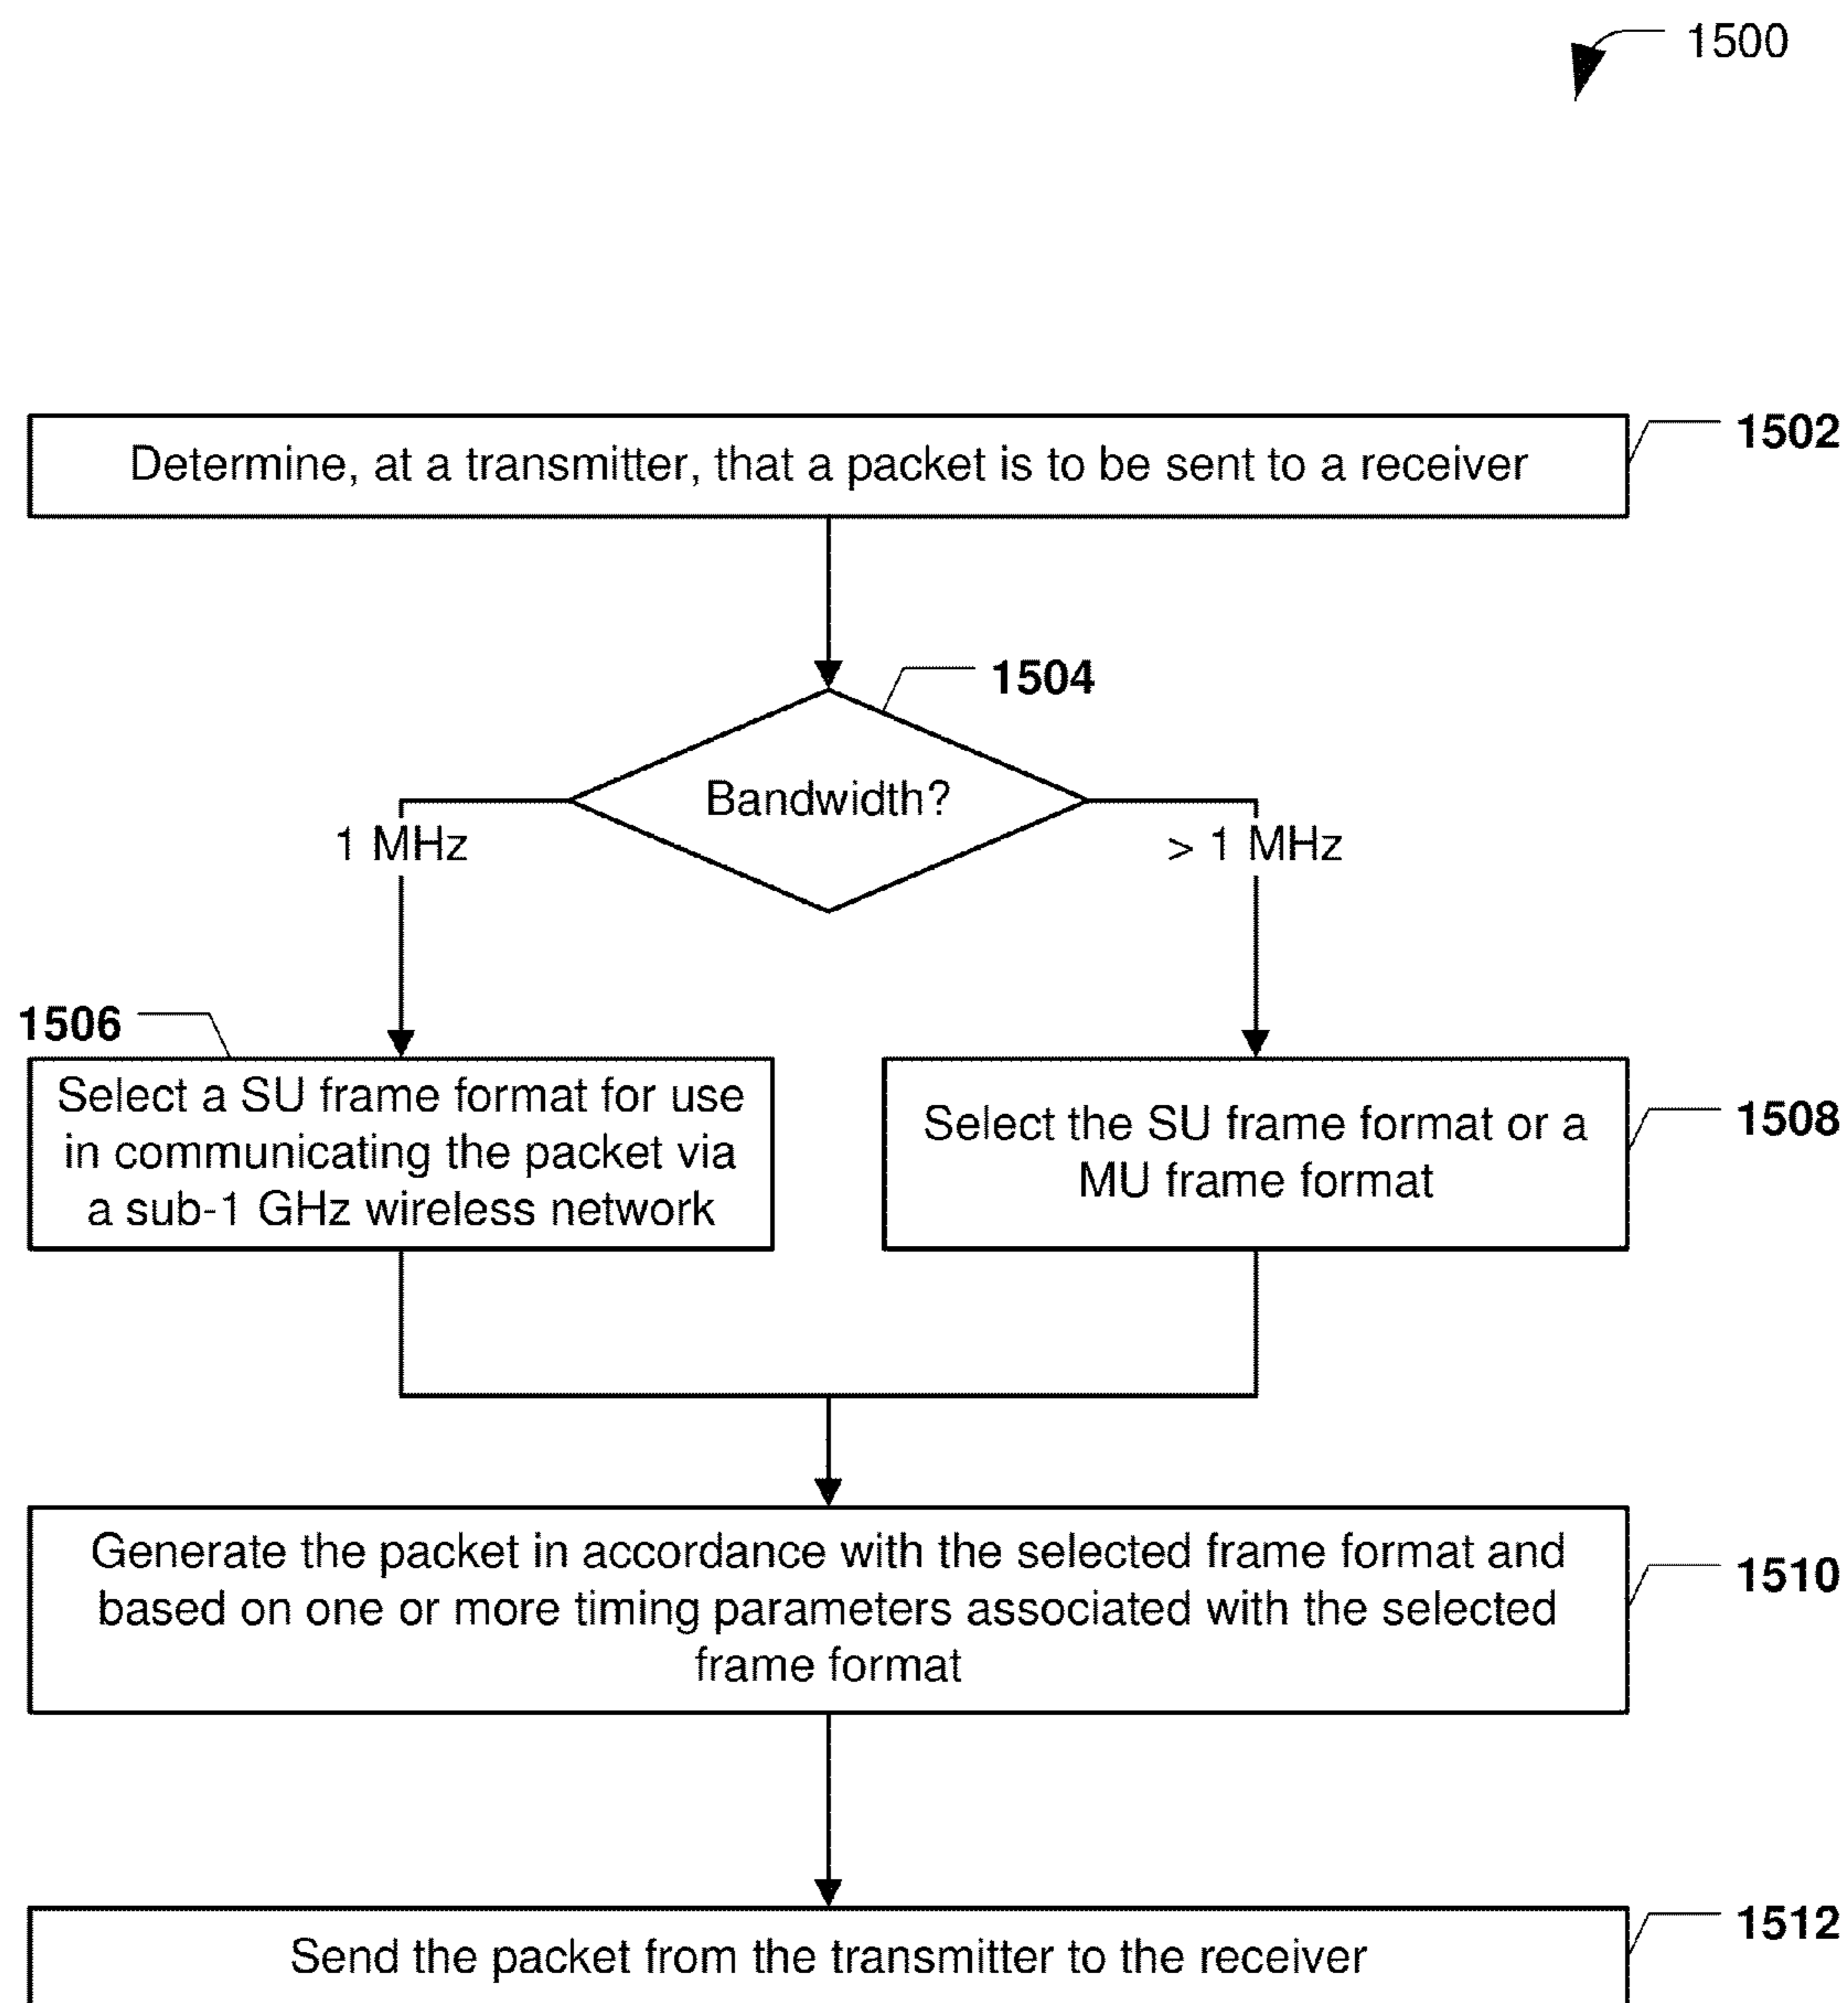 1500
1502
Determine, at a transmitter, that a packet is to be sent to a receiver
1504
Bandwidth?
1 MHz
> 1 MHz
1506
Select a SU frame format for use
in communicating the packet via
a sub-1 GHz wireless network
Select the SU frame format or a
MU frame format
1508
Generate the packet in accordance with the selected frame format and
based on one or more timing parameters associated with the selected
frame format
1510
Send the packet from the transmitter to the receiver
1512